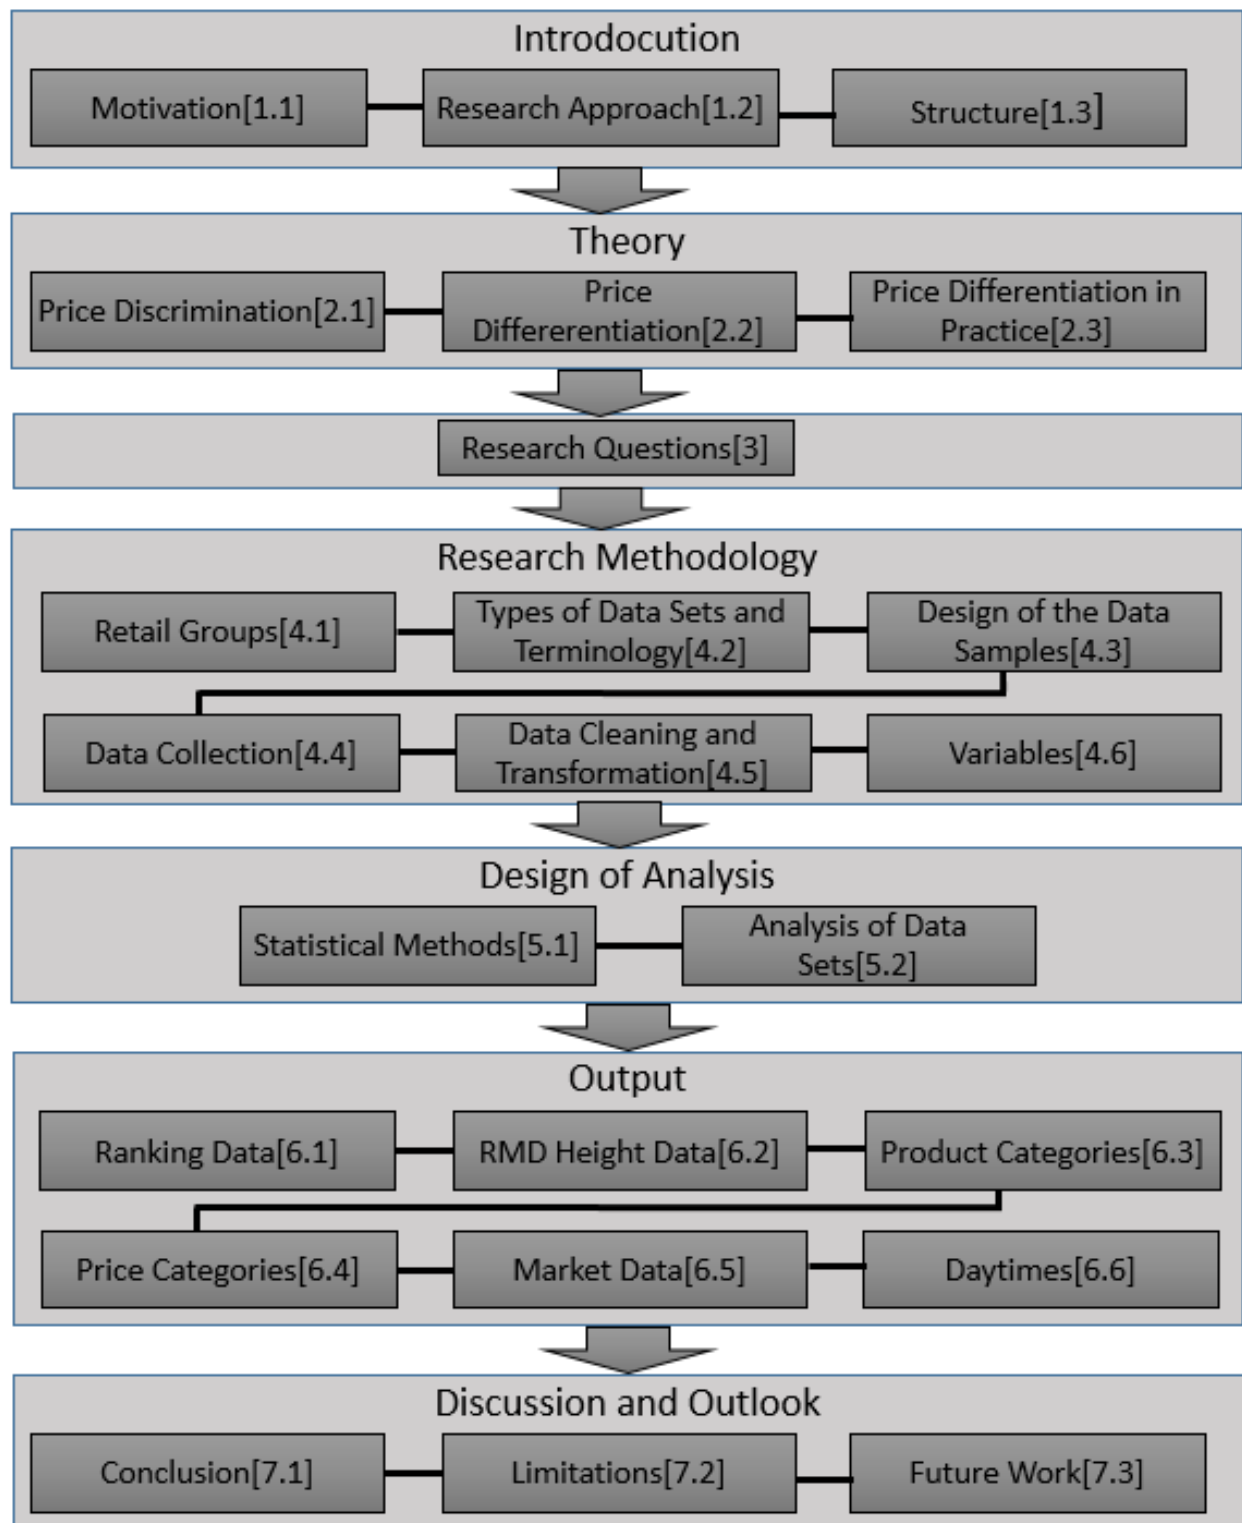 Introdocution
Motivation[1.1]
Research Approach[1.2]
Structure[1.3]
Theory
Price Discrimination[2.1]
Price
Differerentiation[2.2]
Price Differentiation in
Practice[2.3]
Research Questions[3]
Research Methodology
Retail Groups[4.1]
Types of Data Sets and
Terminology[4.2]
Design of the Data
Samples[4.3]
Data Collection[4.4]
Data Cleaning and
Transformation[4.5]
Variables[4.6]
Design of Analysis
Statistical Methods[5.1]
Analysis of Data
Sets[5.2]
Output
Ranking Data[6.1]
RMD Height Data[6.2]
Product Categories[6.3]
Price Categories[6.4]
Market Data[6.5]
Daytimes[6.6]
Discussion and Outlook
Conclusion[7.1]
Limitations[7.2]
Future Work[7.3]